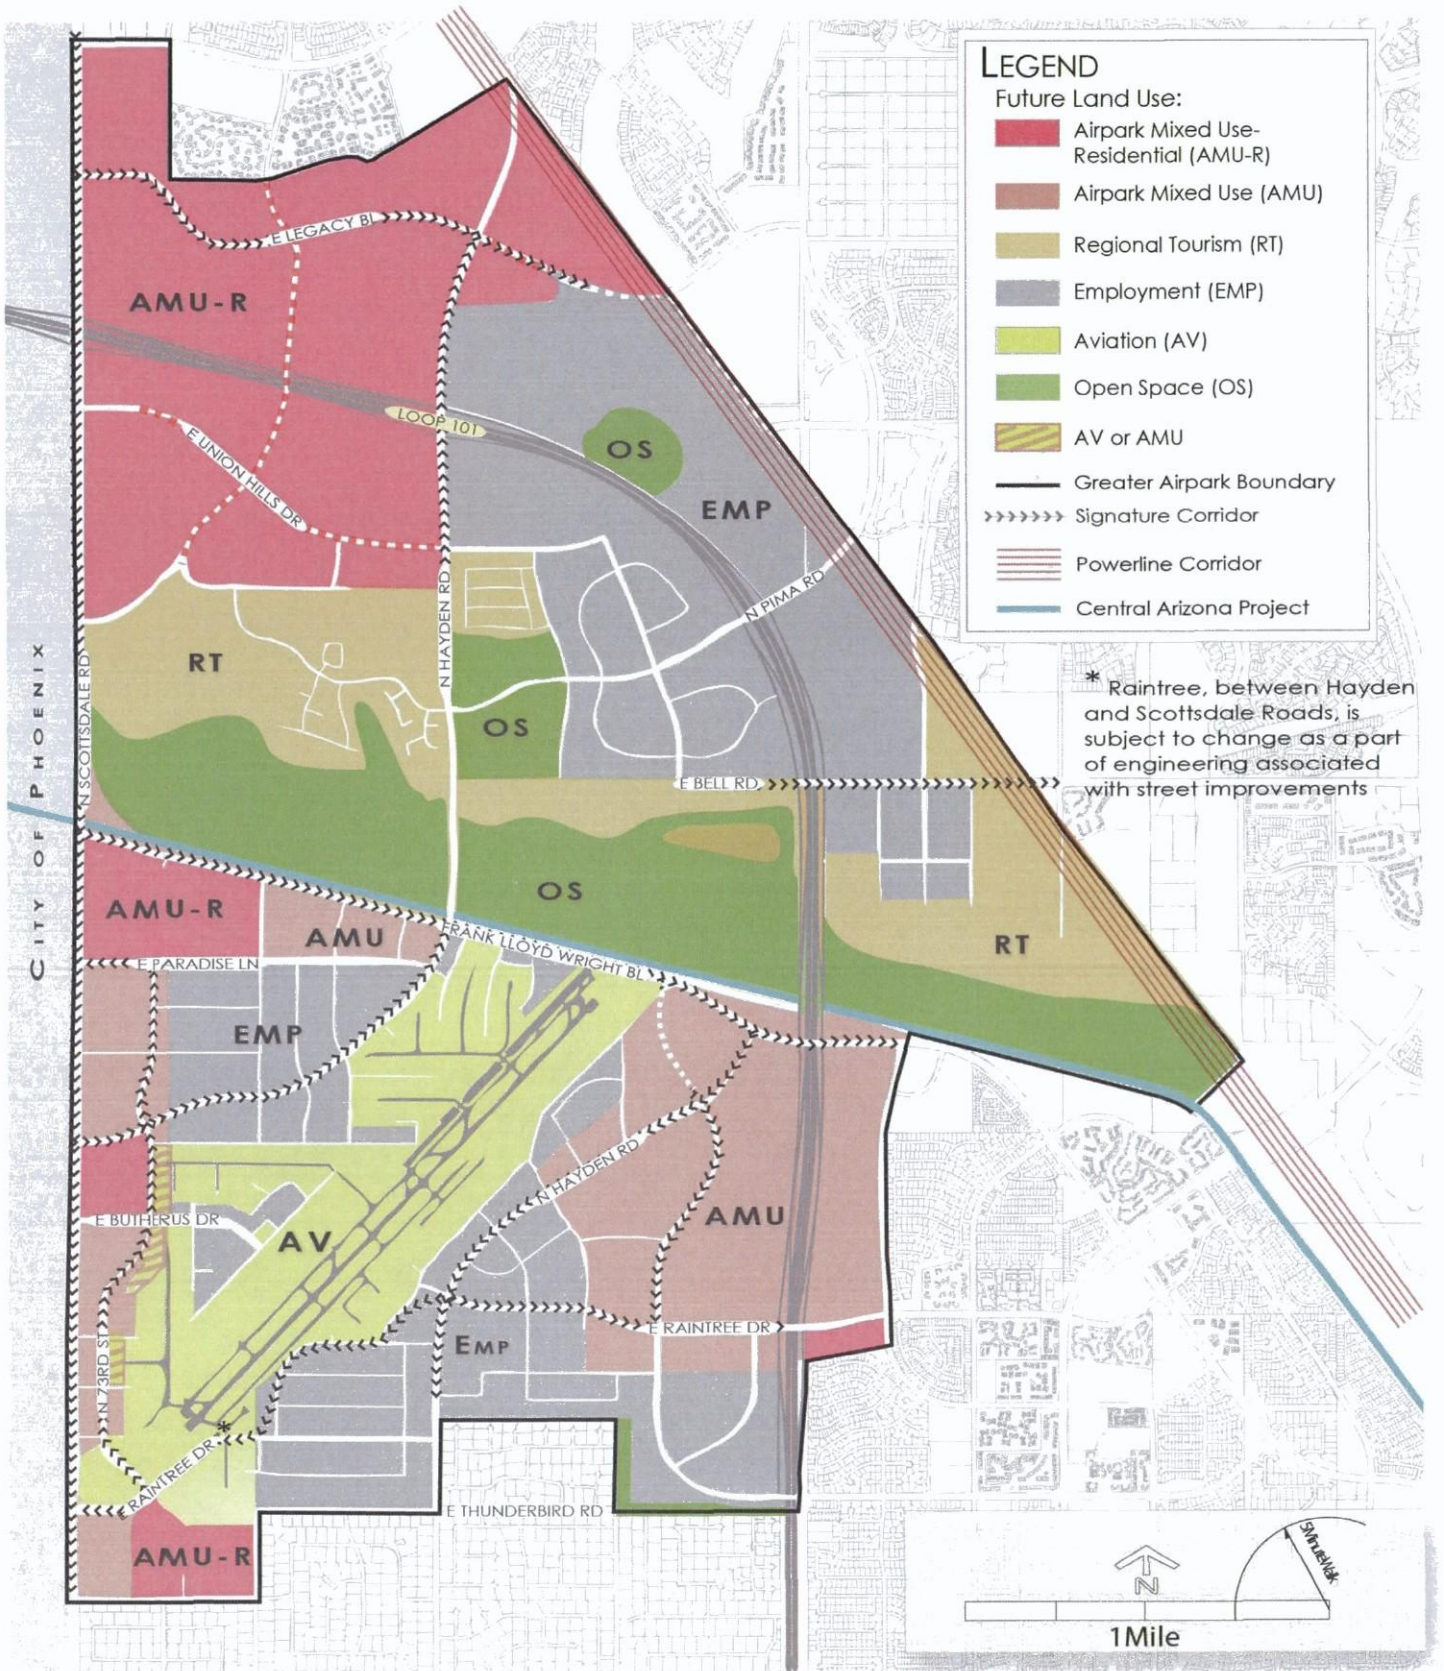 LEGEND
Future Land Use:
Airpark Mixed Use-
Residential (AMU-R)
Airpark Mixed Use (AMU)
Regional Tourism (RT)
Employment (EMP)
Aviation (AV)
Open Space (OS)
AV or AMU
Greater Airpark Boundary
Signature Corridor
Powerline Corridor
Central Arizona Project
* Raintree, between Hayden
and Scottsdale Roads, is
subject to change as a part
of engineering associated
with street improvements
E LEGACY Bl
AMU-R
LOOP 101
OS
E UNION HILLS DR
EMP
N PIMA RD
N HAYDEN RD
CITY OF PHOENIX
N SCOTTSDALE RD
RT
OS
E BELL RD
OS
AMU-R
AMU
FRANK LLOYD WRIGHT BL
RT
E PARADISE LN
EMP
N HAYDEN RD
AMU
E BUTHERUS DR
AV
E RAINTREE DR
EMP
N 73RD ST
*
E RAINTREE DR
E THUNDERBIRD RD
AMU-R
5 Minute Walk
N
1 Mile